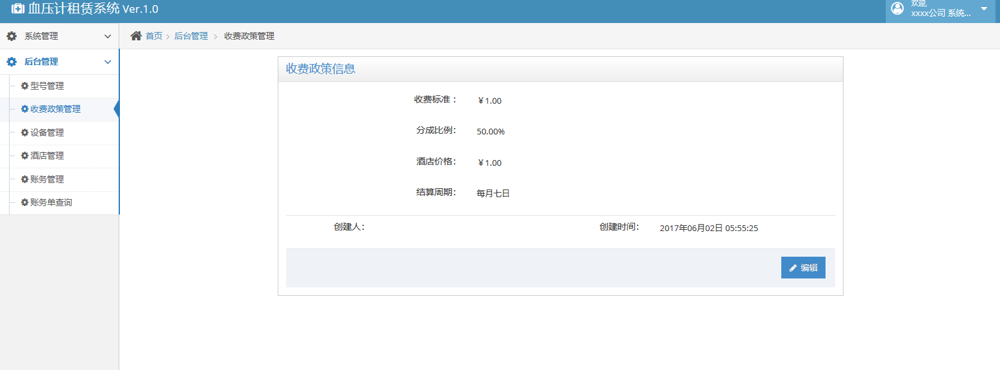 血压计租赁系统 Ver.1.0
欢迎,
xxxx公司 系统...
系统管理
首页 > 后台管理 > 收费政策管理
后台管理
型号管理
收费政策管理
设备管理
酒店管理
账务管理
账务单查询
收费政策信息
收费标准 : ￥1.00
分成比例: 50.00%
酒店价格: ￥1.00
结算周期: 每月七日
创建人: 创建时间: 2017年06月02日 05:55:25
编辑